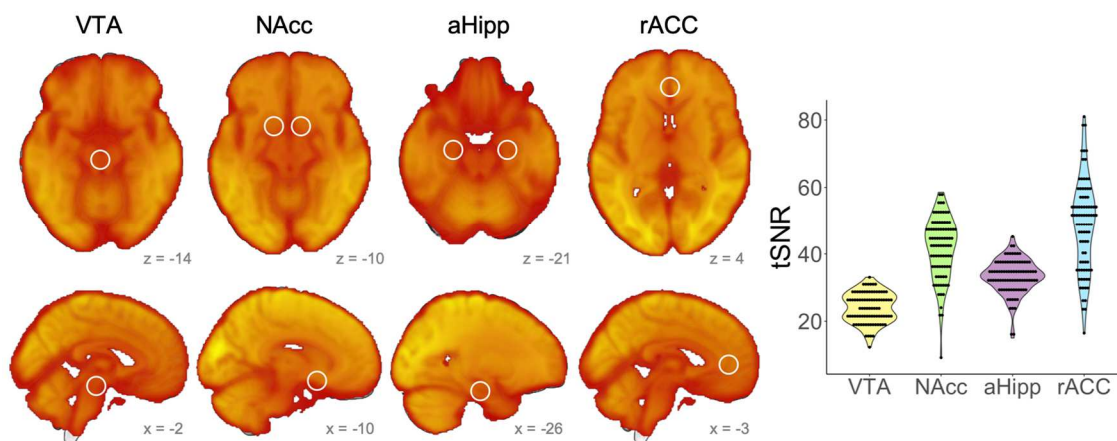 VTA
NAcc
aHipp
rACC
z = -14
z = -10
z = -21
z = 4
x = -2
x = -10
x = -26
x = -3
tSNR
80
60
40
20
VTA
NAcc
aHipp
rACC